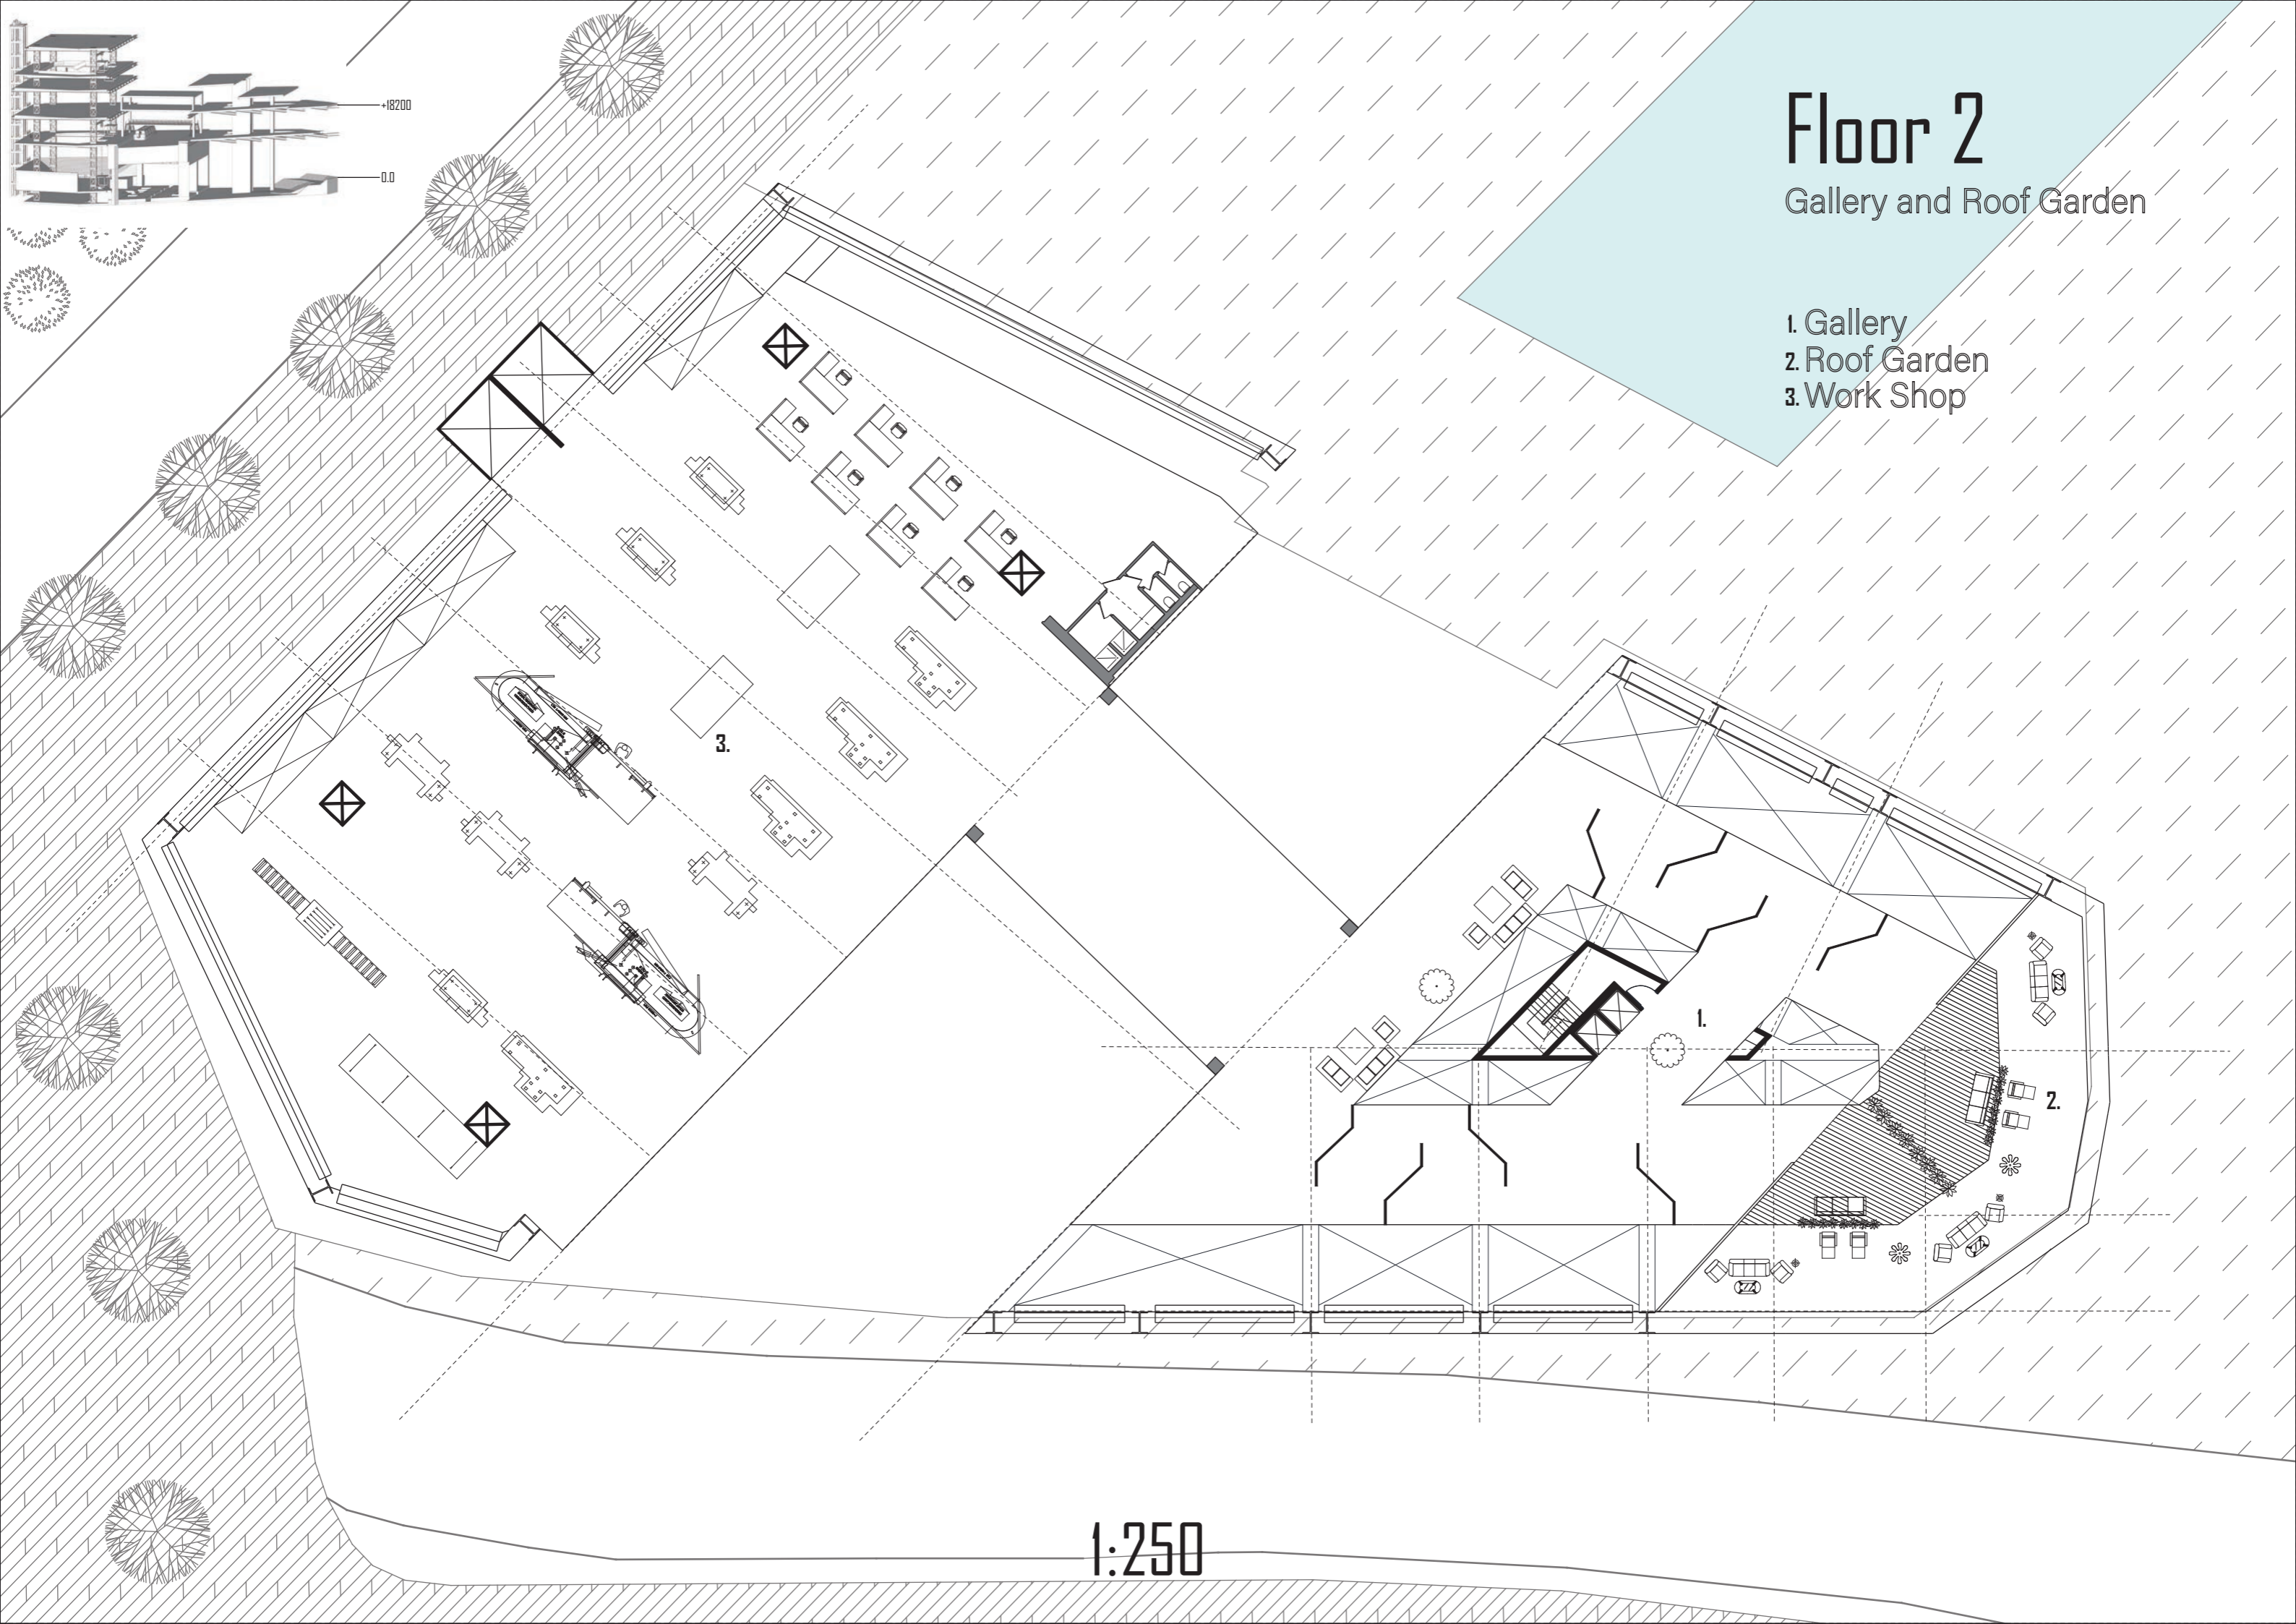 +18200
0.0
Floor 2
Gallery and Roof Garden
1. Gallery
2. Roof Garden
3. Work Shop
3.
1.
2.
1:250